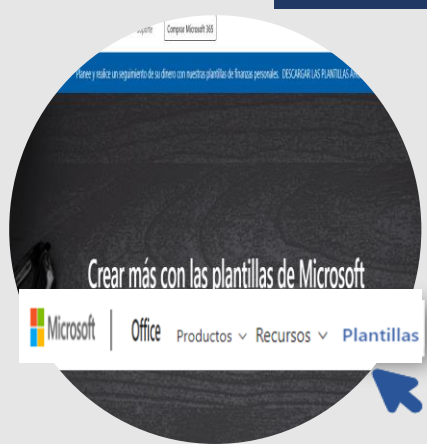 Comprar Microsoft 365
Planee y realice un seguimiento de su dinero con nuestras plantillas de finanzas personales. DESCARGAR LAS PLANTILLAS
Crear más con las plantillas de Microsoft
Microsoft Office Productos Recursos Plantillas